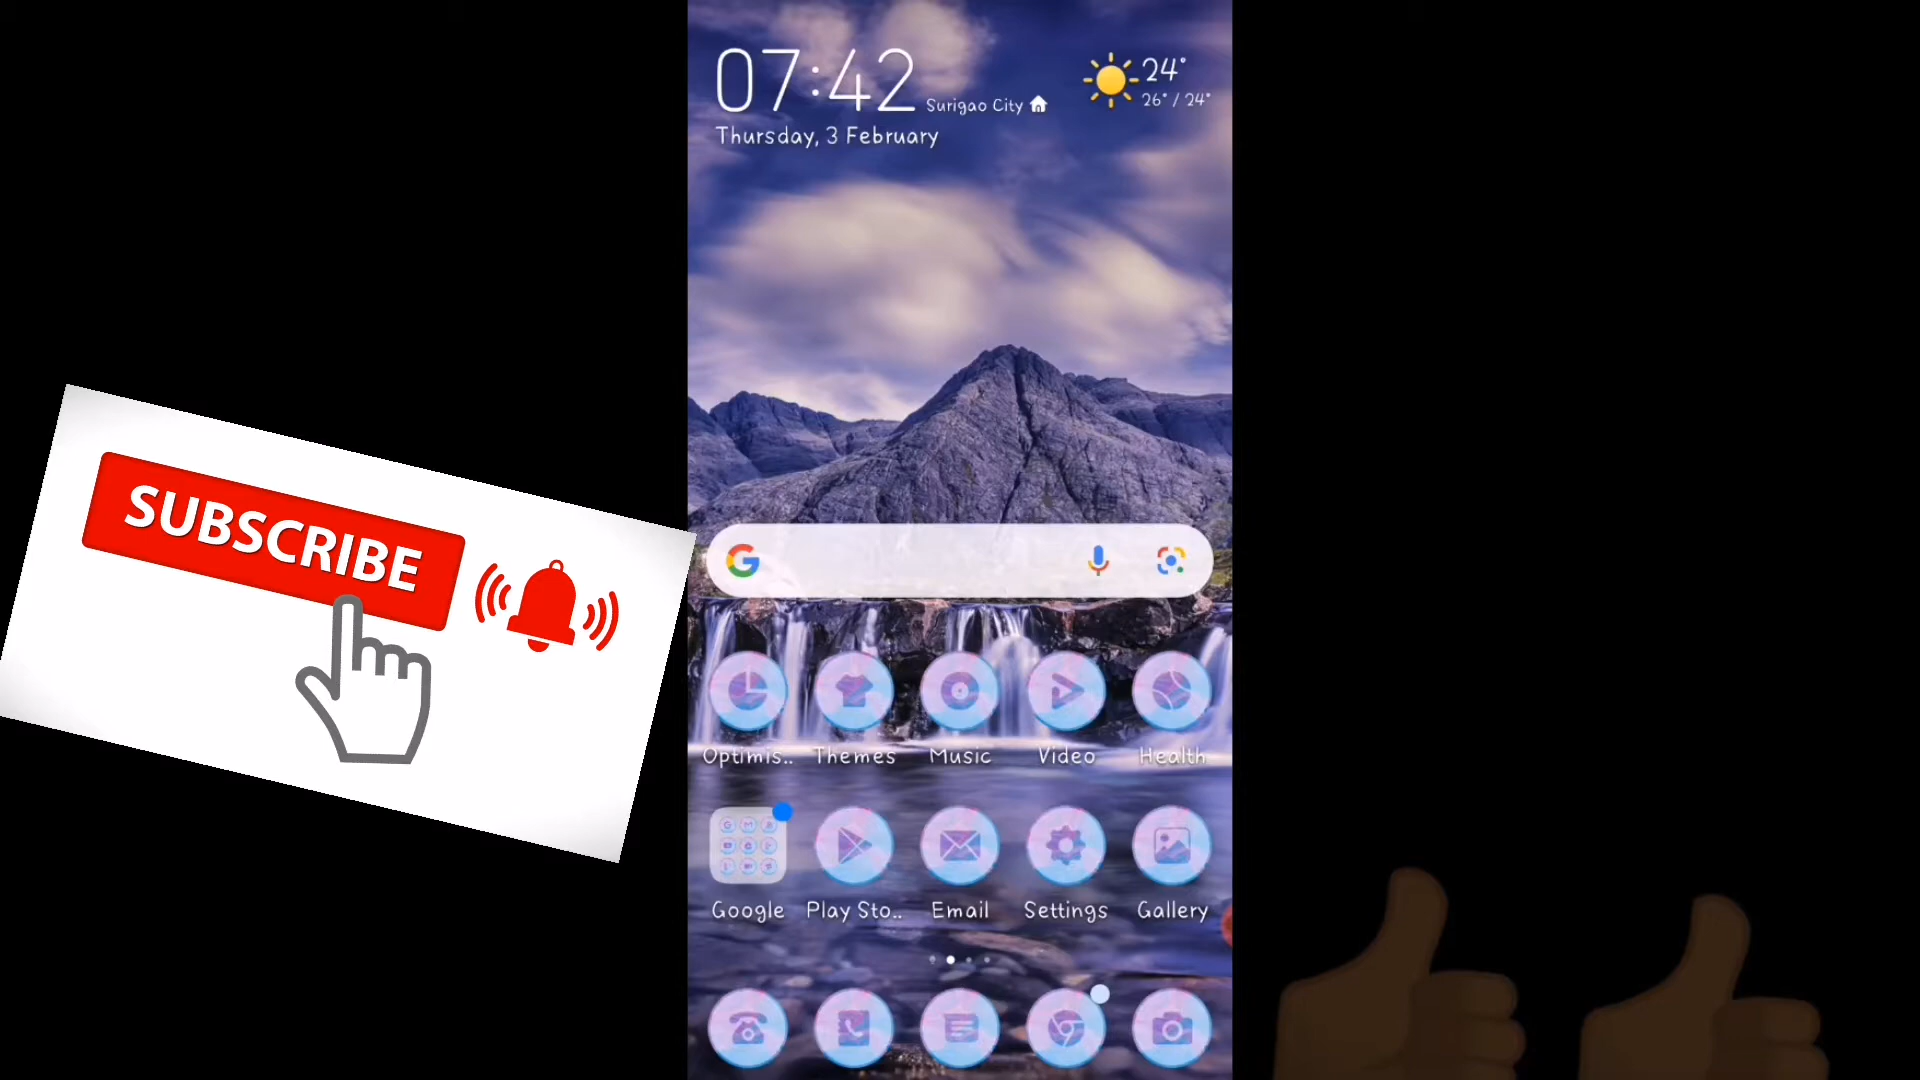 07:42
Surigao City
24°
26° / 24°
Thursday, 3 February
SUBSCRIBE
Optimis..
Themes
Music
Video
Health
Google
Play Sto..
Email
Settings
Gallery